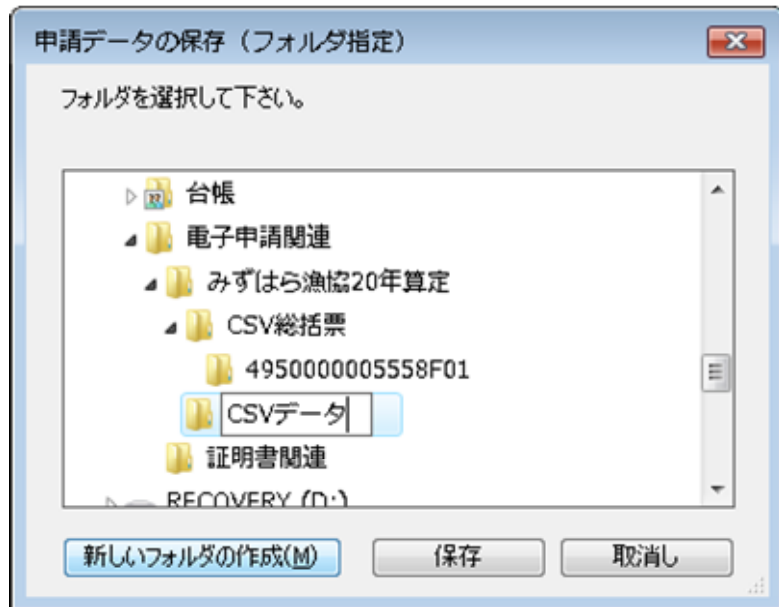 申請データの保存（フォルダ指定）
フォルダを選択して下さい。
台帳
電子申請関連
みずはら漁協20年算定
CSV総括票
4950000005558F01
CSVデータ
証明書関連
RECOVERY (D:)
新しいフォルダの作成(M)
保存
取消し